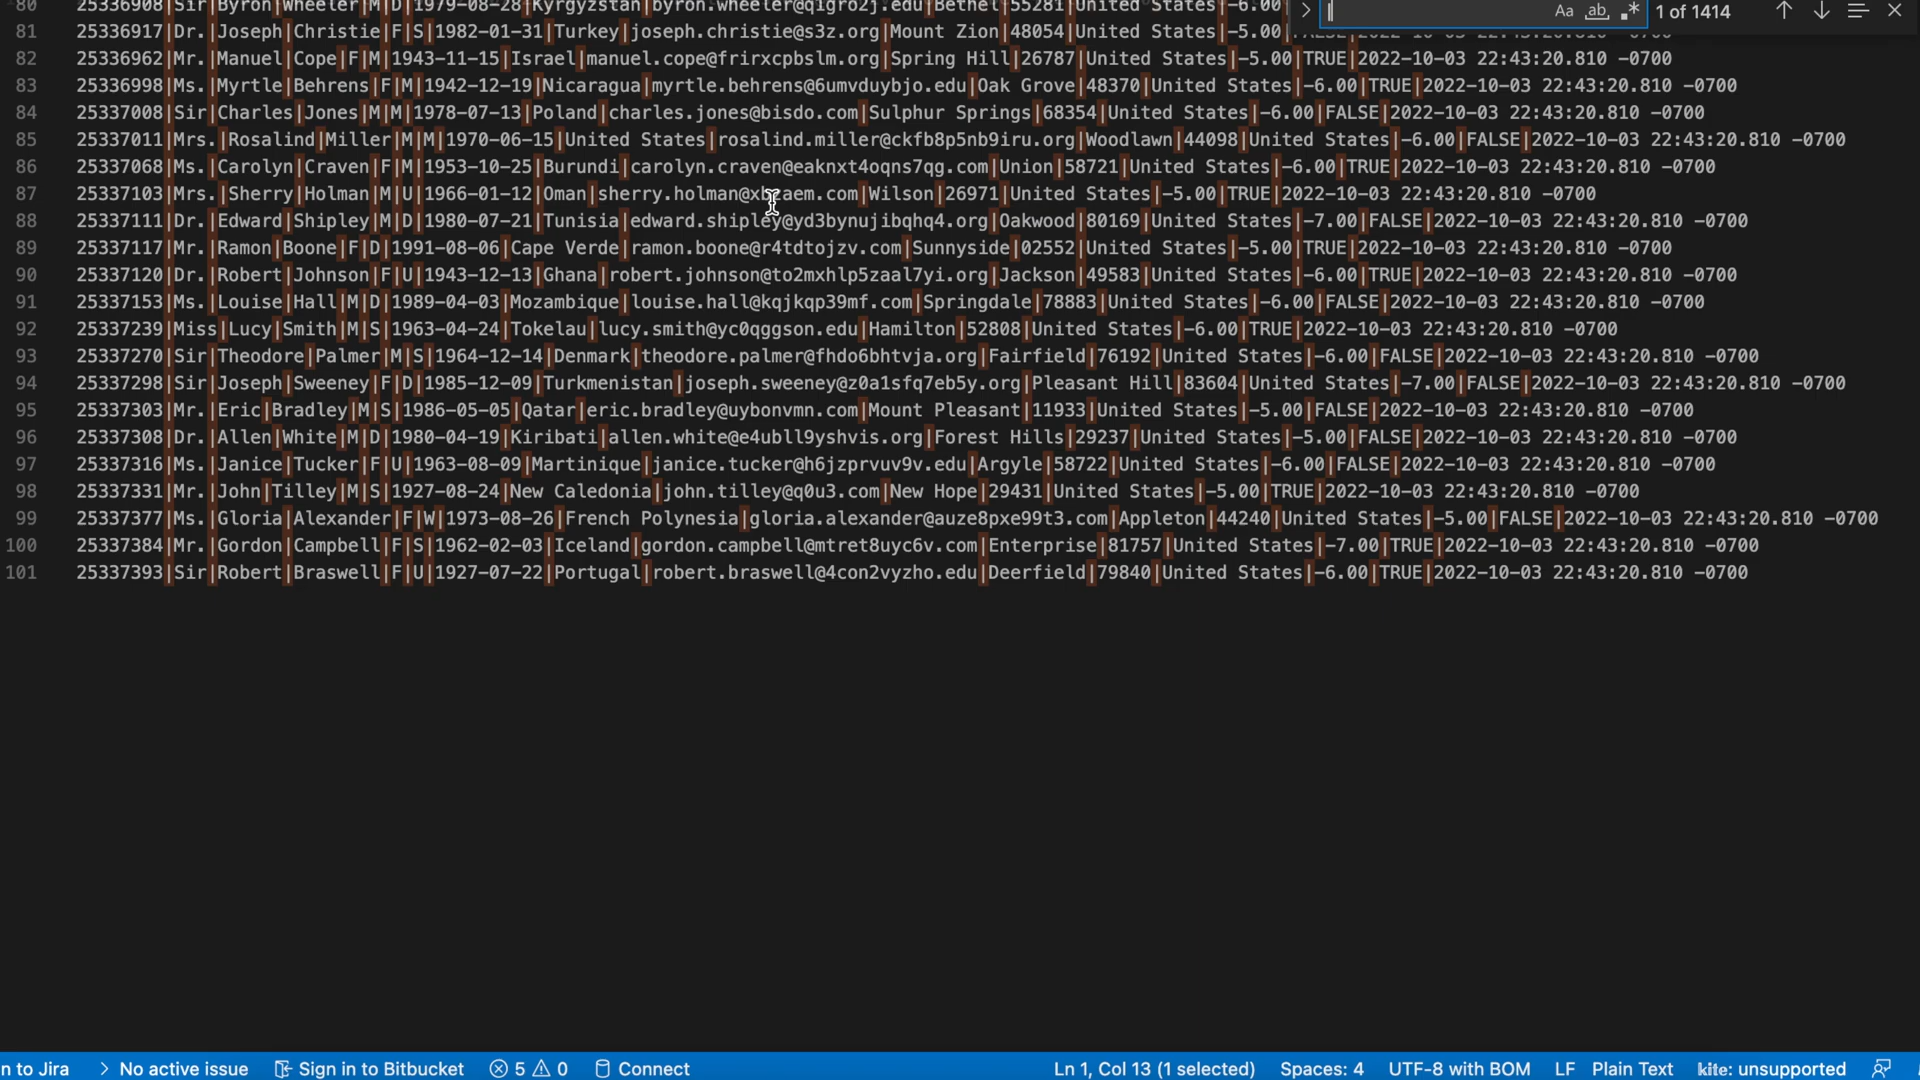 80 25336908|Sir|Byron|Wheeler|M|D|1979-08-28|Kyrgyzstan|byron.wheeler@qigro2j.edu|Bethel|55281|United States|-6.00
| Aa ab 1 of 1414
81 25336917|Dr.|Joseph|Christie|F|S|1982-01-31|Turkey|joseph.christie@s3z.org|Mount Zion|48054|United States|-5.00|FALSE|2022-10-03 22:43:20.810 -0700
82 25336962|Mr.|Manuel|Cope|F|M|1943-11-15|Israel|manuel.cope@frirxcpbslm.org|Spring Hill|26787|United States|-5.00|TRUE|2022-10-03 22:43:20.810 -0700
83 25336998|Ms.|Myrtle|Behrens|F|M|1942-12-19|Nicaragua|myrtle.behrens@6umvduybjo.edu|Oak Grove|48370|United States|-6.00|TRUE|2022-10-03 22:43:20.810 -0700
84 25337008|Sir|Charles|Jones|M|M|1978-07-13|Poland|charles.jones@bisdo.com|Sulphur Springs|68354|United States|-6.00|FALSE|2022-10-03 22:43:20.810 -0700
85 25337011|Mrs.|Rosalind|Miller|M|M|1970-06-15|United States|rosalind.miller@ckfb8p5nb9iru.org|Woodlawn|44098|United States|-6.00|FALSE|2022-10-03 22:43:20.810 -0700
86 25337068|Ms.|Carolyn|Craven|F|M|1953-10-25|Burundi|carolyn.craven@eaknxt4oqns7qg.com|Union|58721|United States|-6.00|TRUE|2022-10-03 22:43:20.810 -0700
87 25337103|Mrs.|Sherry|Holman|M|U|1966-01-12|Oman||Wilson|26971|United States|-5.00|TRUE|2022-10-03 22:43:20.810 -0700
88 25337111|Dr.|Edward|Shipley|M|D|1980-07-21|Tunisia|edward.shipley@yd3bynujibqhq4.org|Oakwood|80169|United States|-7.00|FALSE|2022-10-03 22:43:20.810 -0700
89 25337117|Mr.|Ramon|Boone|F|D|1991-08-06|Cape Verde|ramon.boone@r4tdtojzv.com|Sunnyside|02552|United States|-5.00|TRUE|2022-10-03 22:43:20.810 -0700
90 25337120|Dr.|Robert|Johnson|F|U|1943-12-13|Ghana|robert.johnson@to2mxhlp5zaal7yi.org|Jackson|49583|United States|-6.00|TRUE|2022-10-03 22:43:20.810 -0700
91 25337153|Ms.|Louise|Hall|M|D|1989-04-03|Mozambique|louise.hall@kqjkqp39mf.com|Springdale|78883|United States|-6.00|FALSE|2022-10-03 22:43:20.810 -0700
92 25337239|Miss|Lucy|Smith|M|S|1963-04-24|Tokelau|lucy.smith@yc0qggson.edu|Hamilton|52808|United States|-6.00|TRUE|2022-10-03 22:43:20.810 -0700
93 25337270|Sir|Theodore|Palmer|M|S|1964-12-14|Denmark|theodore.palmer@fhdo6bhtvja.org|Fairfield|76192|United States|-6.00|FALSE|2022-10-03 22:43:20.810 -0700
94 25337298|Sir|Joseph|Sweeney|F|D|1985-12-09|Turkmenistan|joseph.sweeney@z0a1sfq7eb5y.org|Pleasant Hill|83604|United States|-7.00|FALSE|2022-10-03 22:43:20.810 -0700
95 25337303|Mr.|Eric|Bradley|M|S|1986-05-05|Qatar|eric.bradley@uybonvmn.com|Mount Pleasant|11933|United States|-5.00|FALSE|2022-10-03 22:43:20.810 -0700
96 25337308|Dr.|Allen|White|M|D|1980-04-19|Kiribati|allen.white@e4ubll9yshvis.org|Forest Hills|29237|United States|-5.00|FALSE|2022-10-03 22:43:20.810 -0700
97 25337316|Ms.|Janice|Tucker|F|U|1963-08-09|Martinique|janice.tucker@h6jzprvuv9v.edu|Argyle|58722|United States|-6.00|FALSE|2022-10-03 22:43:20.810 -0700
98 25337331|Mr.|John|Tilley|M|S|1927-08-24|New Caledonia|john.tilley@q0u3.com|New Hope|29431|United States|-5.00|TRUE|2022-10-03 22:43:20.810 -0700
99 25337377|Ms.|Gloria|Alexander|F|W|1973-08-26|French Polynesia|gloria.alexander@auze8pxe99t3.com|Appleton|44240|United States|-5.00|FALSE|2022-10-03 22:43:20.810 -0700
100 25337384|Mr.|Gordon|Campbell|F|S|1962-02-03|Iceland|gordon.campbell@mtret8uyc6v.com|Enterprise|81757|United States|-7.00|TRUE|2022-10-03 22:43:20.810 -0700
101 25337393|Sir|Robert|Braswell|F|U|1927-07-22|Portugal|robert.braswell@4con2vyzho.edu|Deerfield|79840|United States|-6.00|TRUE|2022-10-03 22:43:20.810 -0700
n to Jira No active issue Sign in to Bitbucket 5 0 Connect Ln 1, Col 13 (1 selected) Spaces: 4 UTF-8 with BOM LF Plain Text kite: unsupported